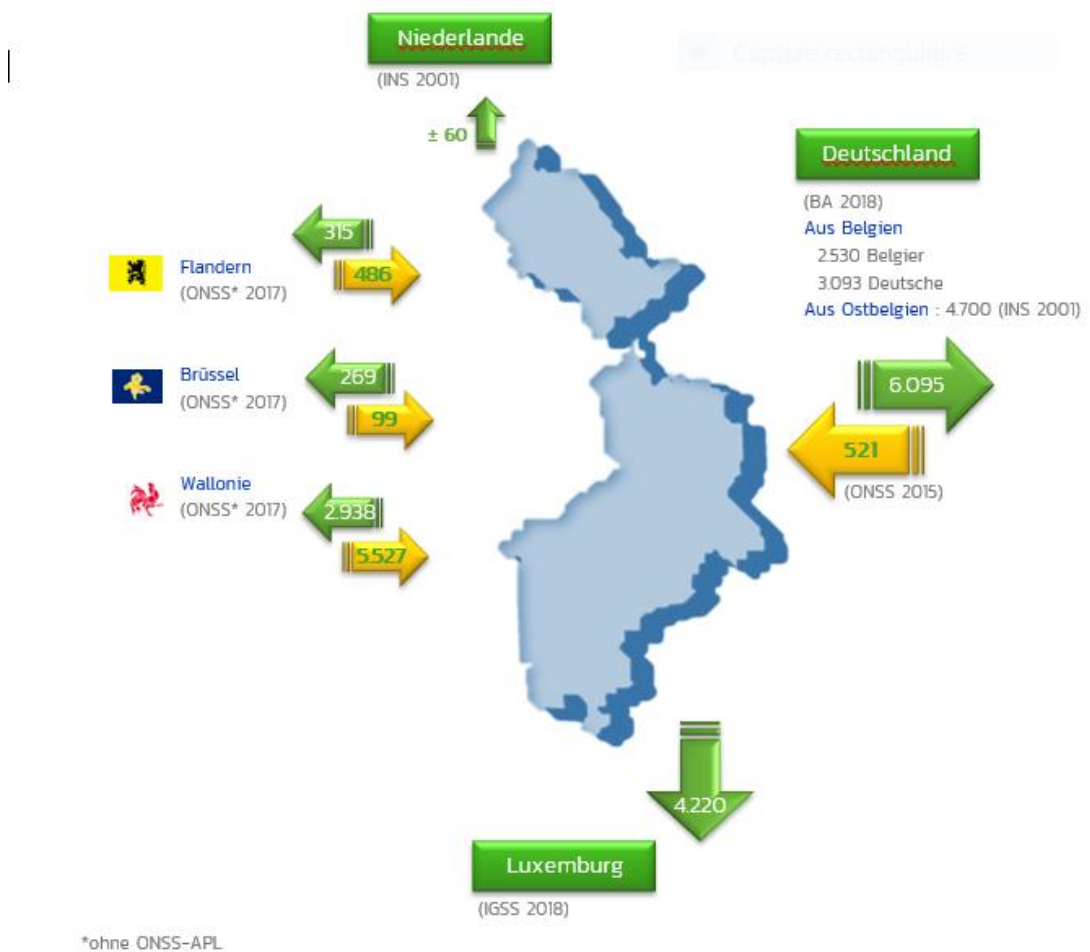 Niederlande
(INS 2001)
± 60
Capture rectangulaire
Deutschland
(BA 2018)
Aus Belgien
2.530 Belgier
3.093 Deutsche
Aus Ostbelgien : 4.700 (INS 2001)
6.095
521
(ONSS 2015)
315
486
Flandern
(ONSS* 2017)
269
99
Brüssel
(ONSS* 2017)
2.938
5.527
Wallonie
(ONSS* 2017)
4.220
Luxemburg
(IGSS 2018)
*ohne ONSS-APL